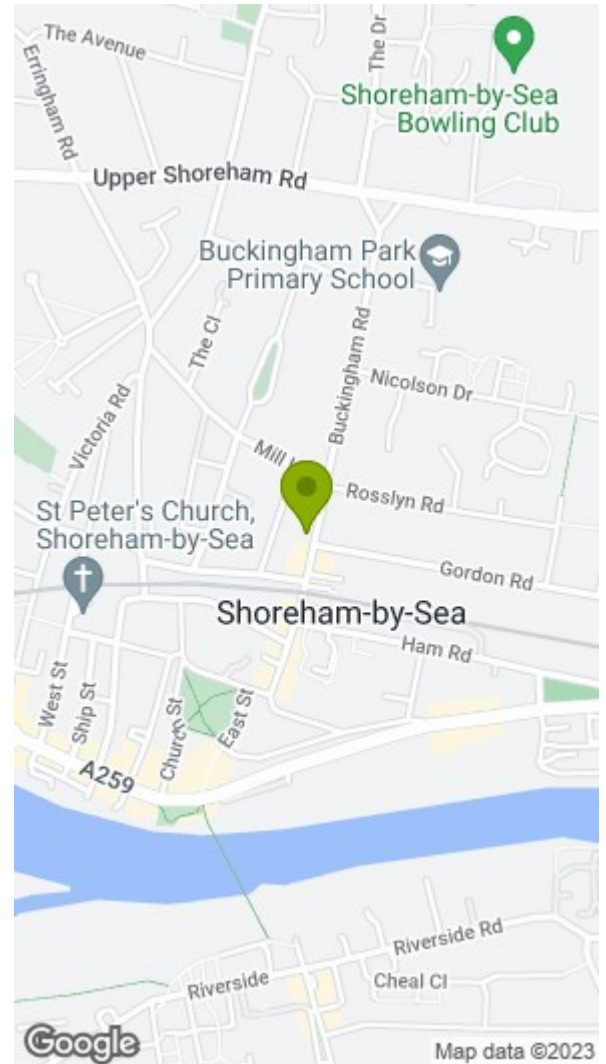 The Avenue
Erringham Rd
The Dr
Shoreham-by-Sea
Bowling Club
Upper Shoreham Rd
Buckingham Park
Primary School
The Cl
Buckingham Rd
Nicolson Dr
Victoria Rd
Mill
Rosslyn Rd
St Peter's Church,
Shoreham-by-Sea
Gordon Rd
Shoreham-by-Sea
Ham Rd
West St
Ship St
Church St
East St
A259
Riverside Rd
Riverside
Cheal Cl
Google
Map data ©2023